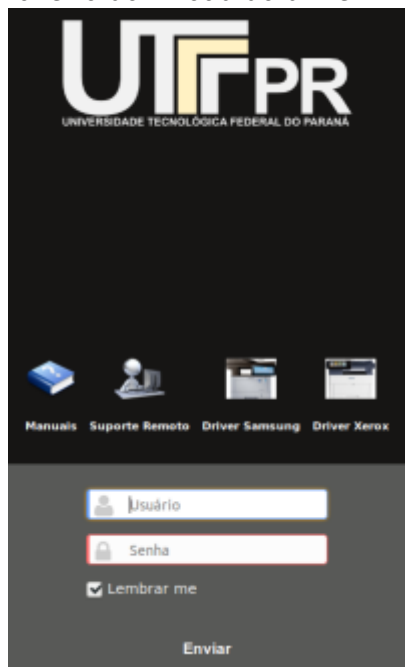 UTFPR
UNIVERSIDADE TECNOLÓGICA FEDERAL DO PARANÁ
Manuais Suporte Remoto Driver Samsung Driver Xerox
Usuário
Senha
Lembrar me
Enviar